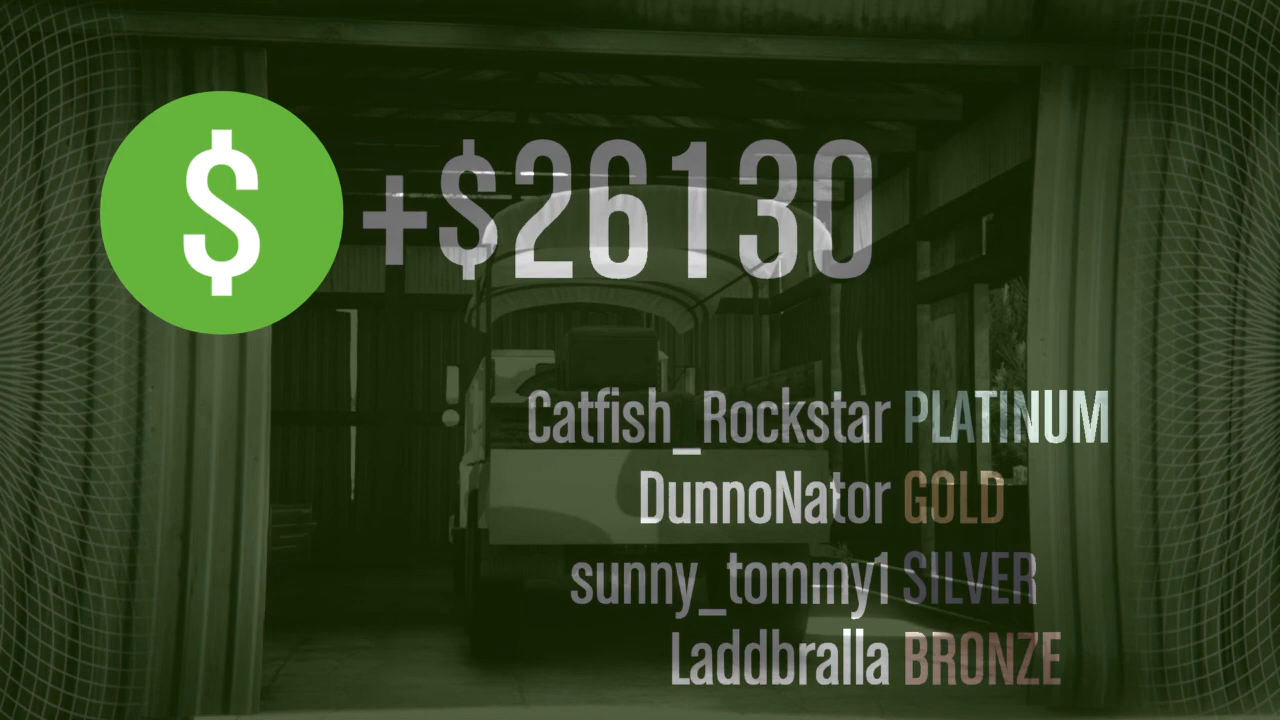 $ +$26130
Catfish_Rockstar PLATINUM
DunnoNator GOLD
sunny_tommy1 SILVER
Laddbralla BRONZE